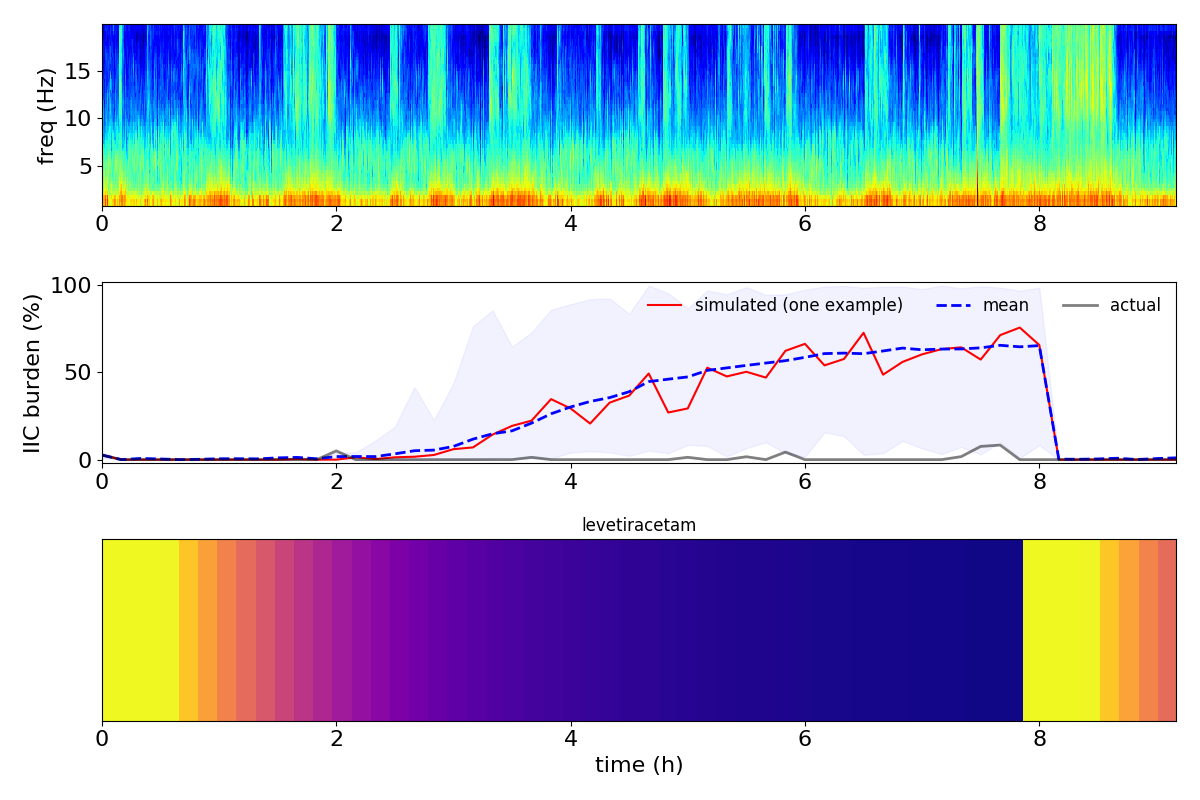 freq (Hz)
15
10
5
0 2 4 6 8
IIC burden (%)
100
50
0
simulated (one example) mean actual
0 2 4 6 8
levetiracetam
0 2 4 6 8
time (h)